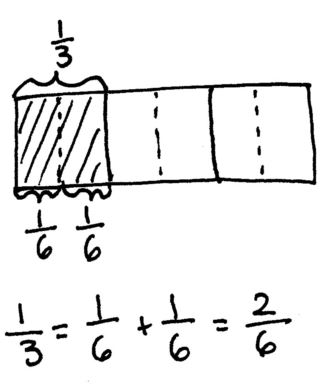 1/3
1/6 1/6
1/3 = 1/6 + 1/6 = 2/6